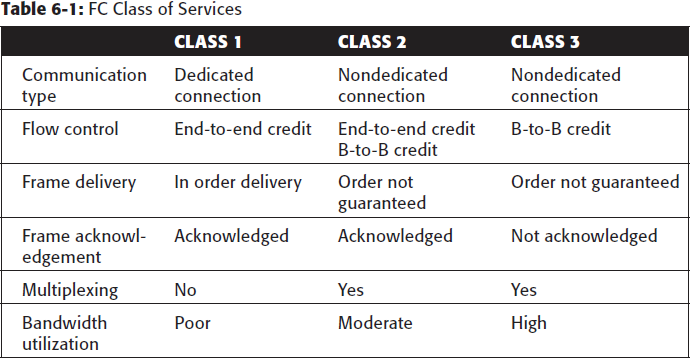 Table 6-1: FC Class of Services
CLASS 1 CLASS 2 CLASS 3
Communication Dedicated Nondedicated Nondedicated
type connection connection connection
Flow control End-to-end credit End-to-end credit B-to-B credit
B-to-B credit
Frame delivery In order delivery Order not Order not guaranteed
guaranteed
Frame acknowl- Acknowledged Acknowledged Not acknowledged
edgement
Multiplexing No Yes Yes
Bandwidth Poor Moderate High
utilization